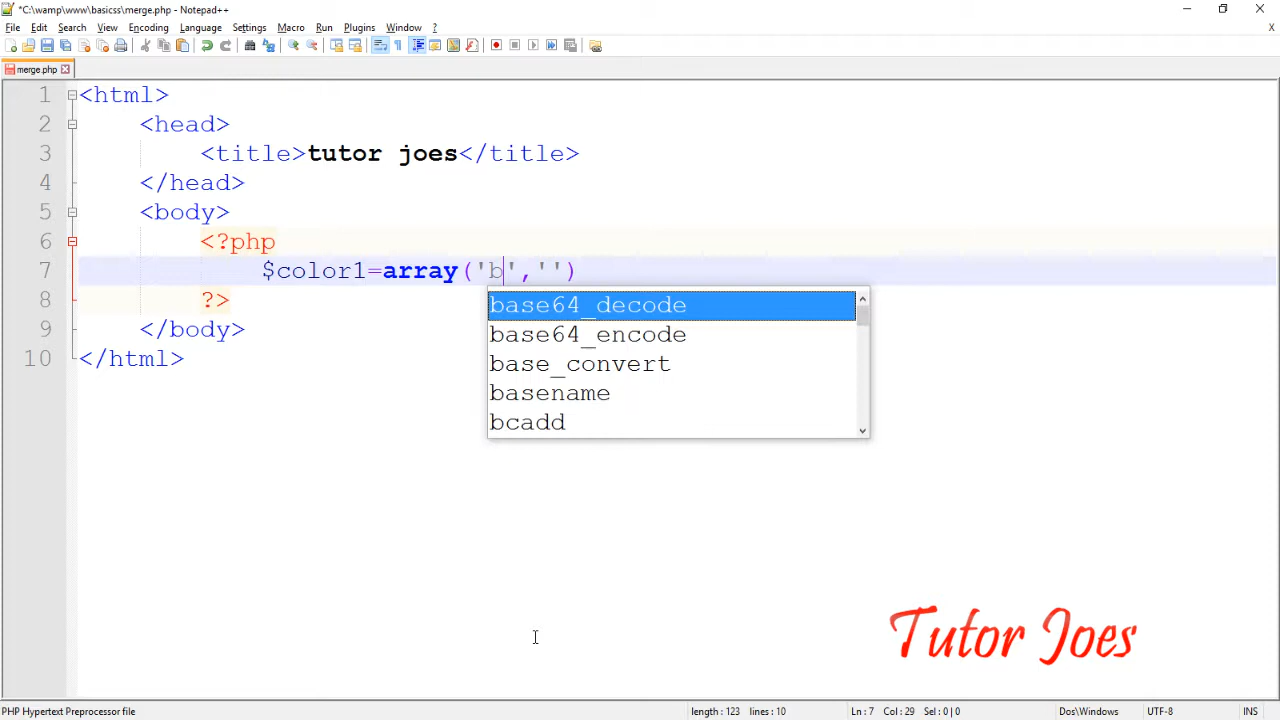 *C:\wamp\www\basicss\merge.php - Notepad++
File Edit Search View Encoding Language Settings Macro Run Plugins Window ?
X
merge.php
1 <html>
2 <head>
3 <title>tutor joes</title>
4 </head>
5 <body>
6 <?php
7 $color1=array('b','')
8 ?>
9 </body>
10 </html>
base64_decode
base64_encode
base_convert
basename
bcadd
Tutor Joes
PHP Hypertext Preprocessor file length : 123 lines : 10 Ln : 7 Col : 29 Sel : 0 | 0 Dos\Windows UTF-8 INS